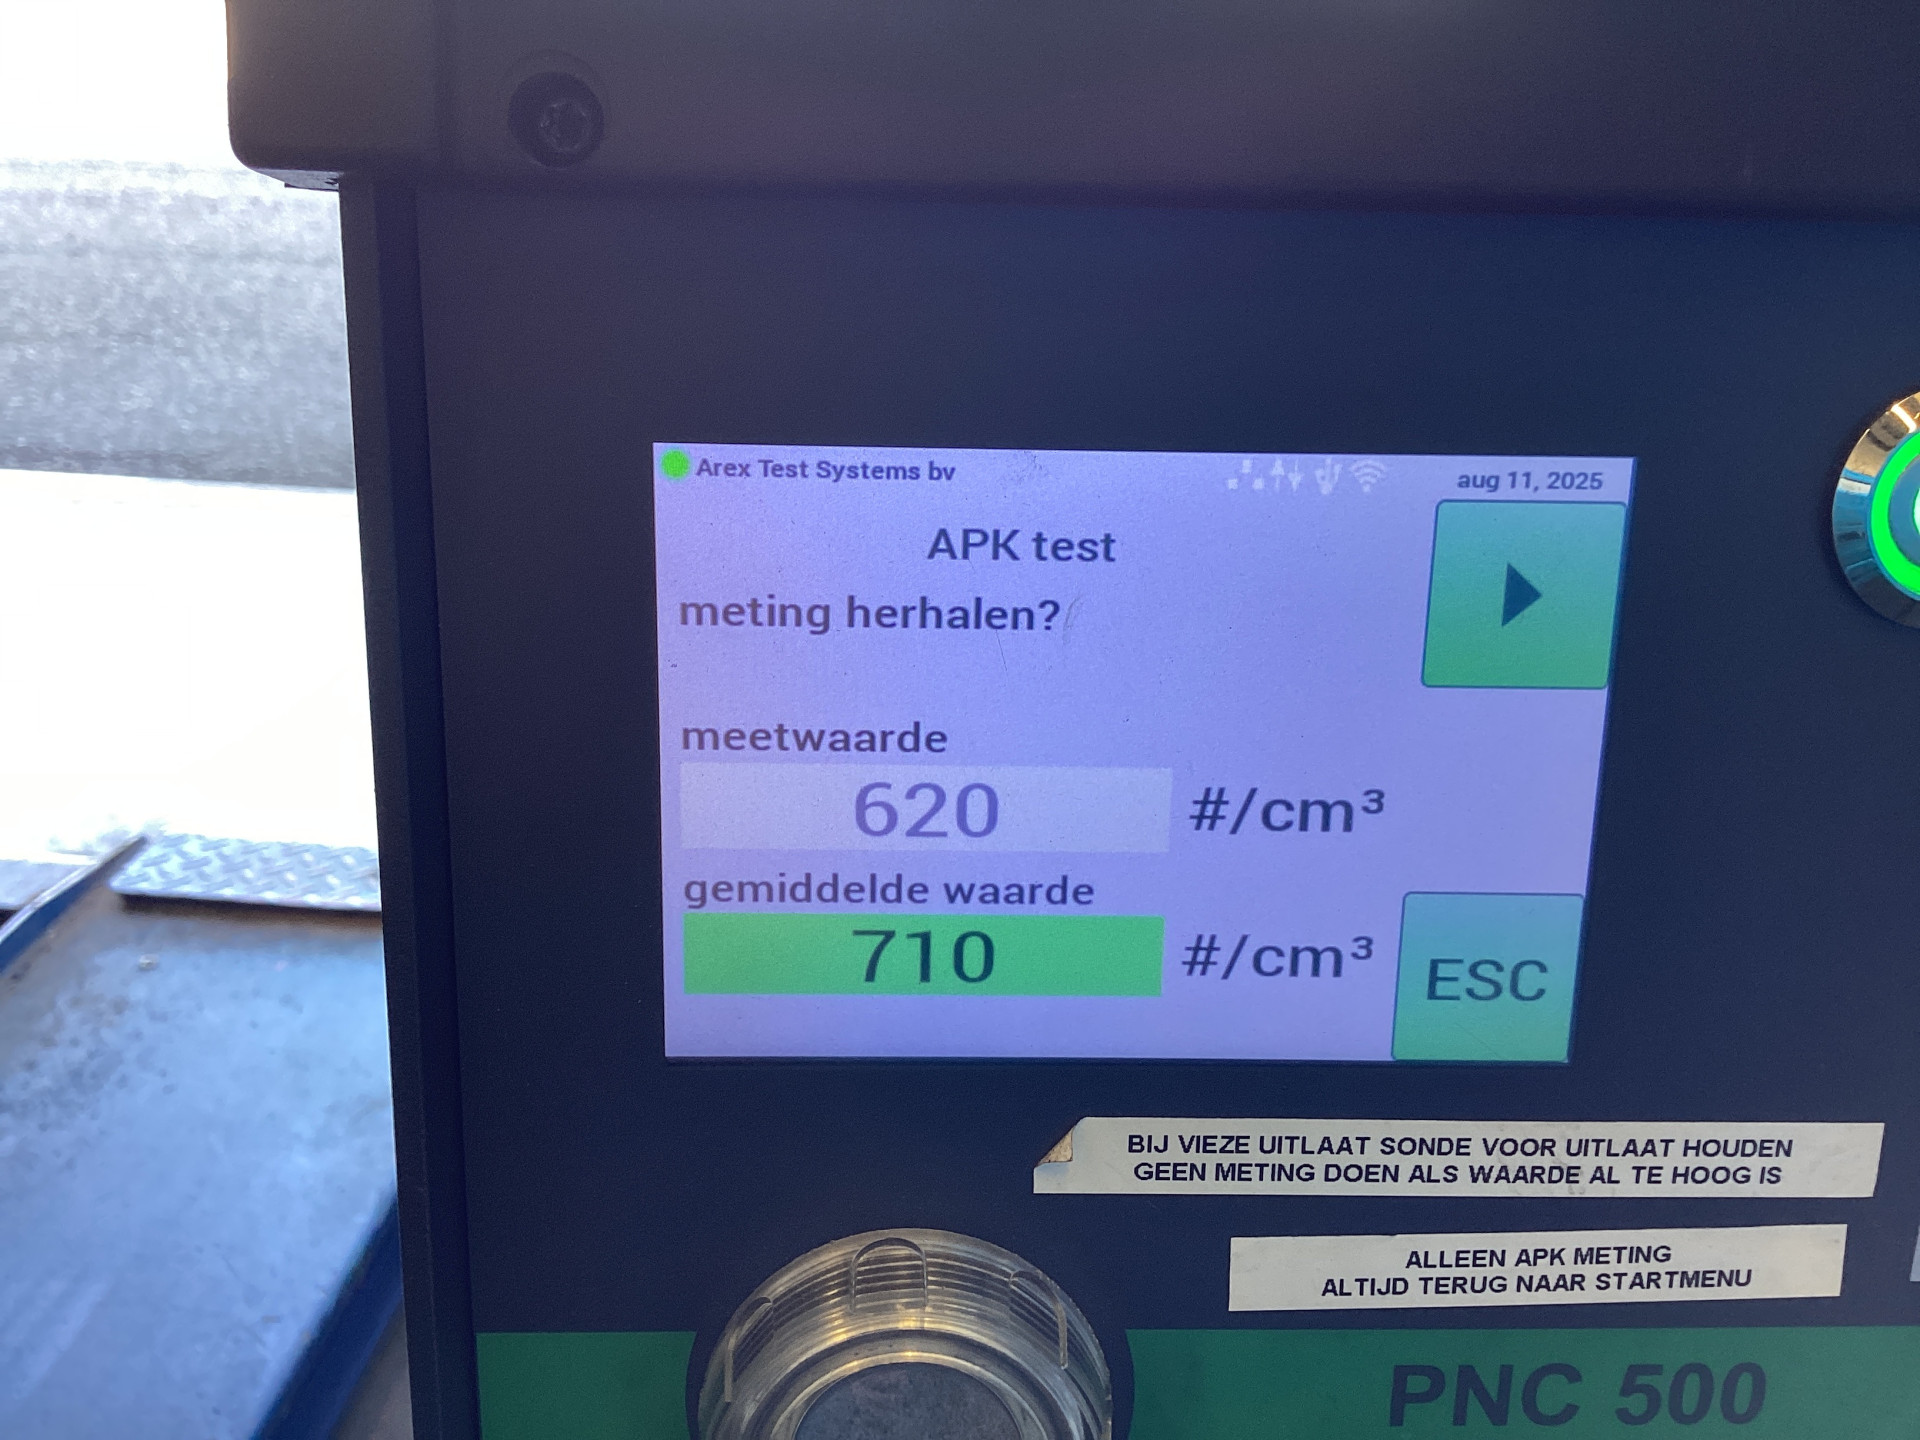 Arex Test Systems bv
aug 11, 2025
APK test
meting herhalen?
meetwaarde
620 #/cm³
gemiddelde waarde
710 #/cm³
ESC
BIJ VIEZE UITLAAT SONDE VOOR UITLAAT HOUDEN
GEEN METING DOEN ALS WAARDE AL TE HOOG IS
ALLEEN APK METING
ALTIJD TERUG NAAR STARTMENU
PNC 500